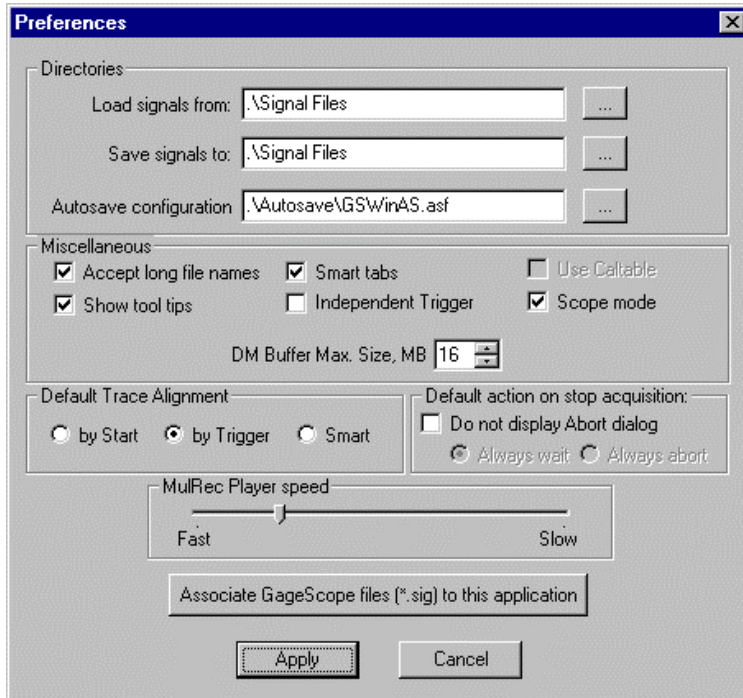 Preferences
Directories
Load signals from: .\Signal Files ...
Save signals to: .\Signal Files ...
Autosave configuration .\Autosave\GSWinAS.asf ...
Miscellaneous
Accept long file names Smart tabs Use Caltable
Show tool tips Independent Trigger Scope mode
DM Buffer Max. Size, MB 16
Default Trace Alignment Default action on stop acquisition:
by Start by Trigger Smart Do not display Abort dialog
Always wait Always abort
MulRec Player speed
Fast Slow
Associate GageScope files (*.sig) to this application
Apply Cancel